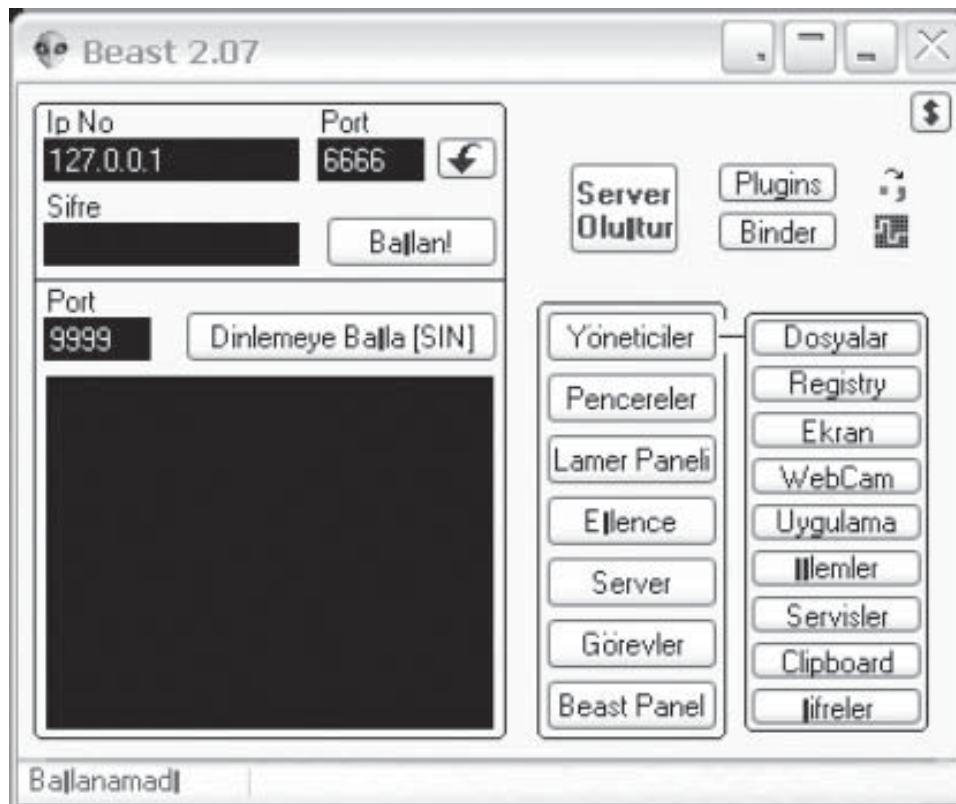 Beast 2.07
Ip No
Port
127.0.0.1
6666
Sifre
Ba|lan!
Port
9999
Dinlemeye Ba|la [SIN]
Server
Olu|tur
Plugins
Binder
Yöneticiler
Pencereler
Lamer Paneli
E|lence
Server
Görevler
Beast Panel
Dosyalar
Registry
Ekran
WebCam
Uygulama
||lemler
Servisler
Clipboard
|ifreler
Ba|lanamad|